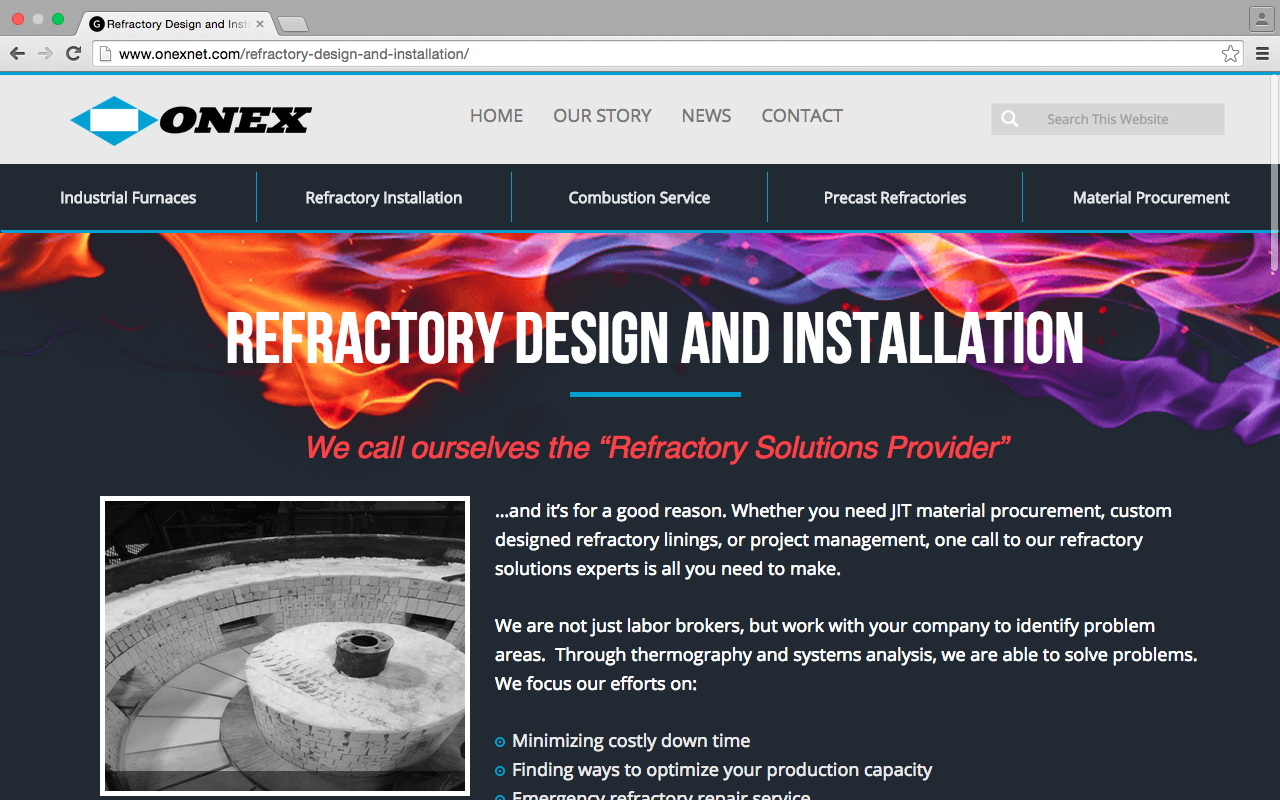 Refractory Design and Inst
www.onexnet.com/refractory-design-and-installation/
ONEX
HOME OUR STORY NEWS CONTACT
Search This Website
Industrial Furnaces Refractory Installation Combustion Service Precast Refractories Material Procurement
REFRACTORY DESIGN AND INSTALLATION
We call ourselves the “Refractory Solutions Provider”
...and it’s for a good reason. Whether you need JIT material procurement, custom
designed refractory linings, or project management, one call to our refractory
solutions experts is all you need to make.
We are not just labor brokers, but work with your company to identify problem
areas.  Through thermography and systems analysis, we are able to solve problems.
We focus our efforts on:
Minimizing costly down time
Finding ways to optimize your production capacity
Emergency refractory repair service